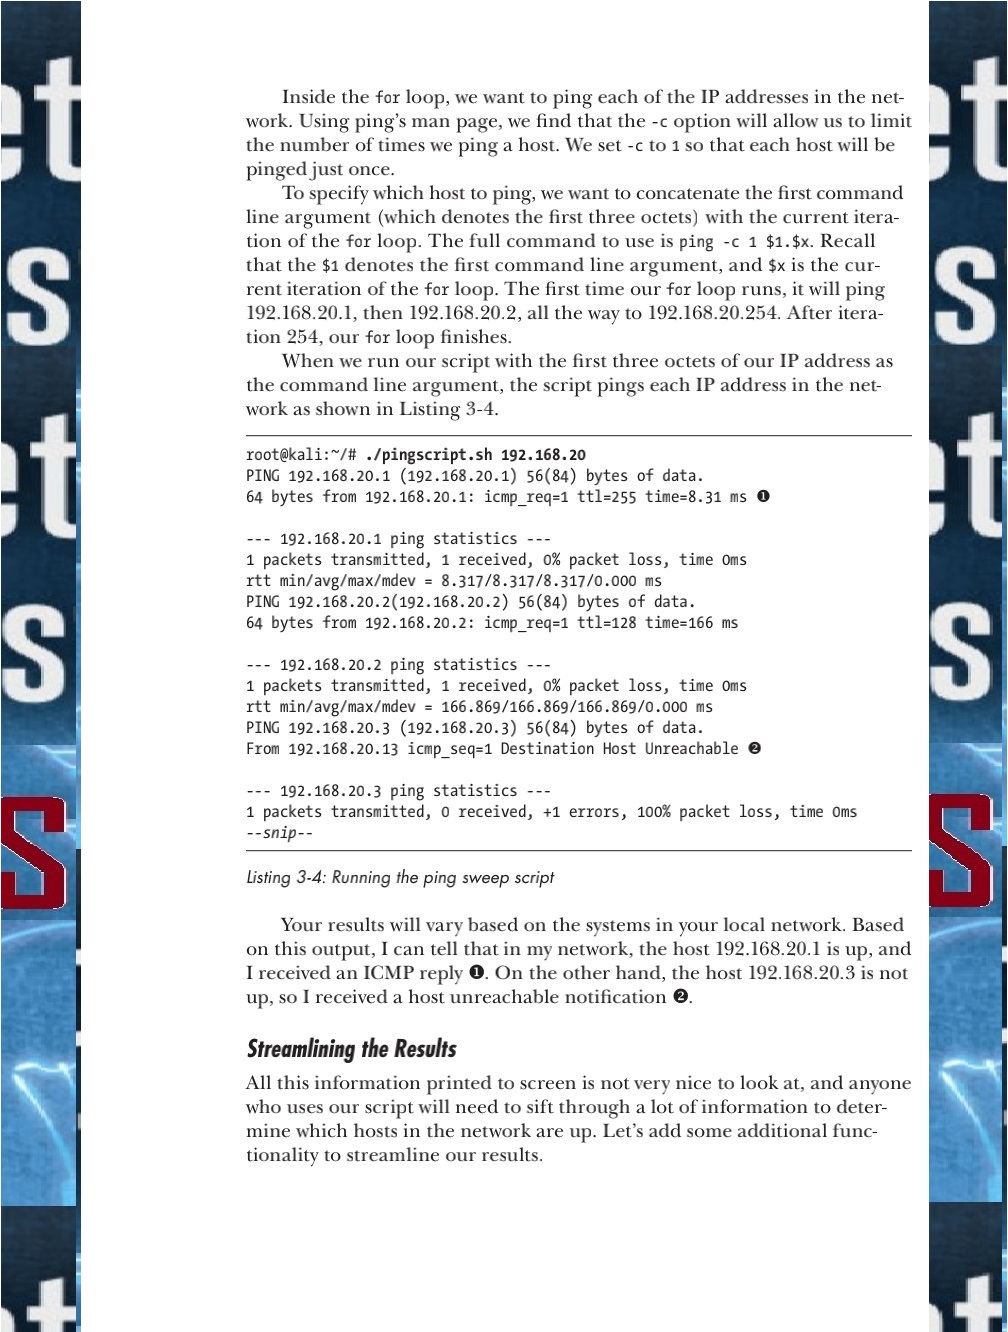 Inside the for loop, we want to ping each of the IP addresses in the net-
work. Using ping's man page, we find that the -c option will allow us to limit
the number of times we ping a host. We set -c to 1 so that each host will be
pinged just once.
To specify which host to ping, we want to concatenate the first command
line argument (which denotes the first three octets) with the current itera-
tion of the for loop. The full command to use is ping -c 1 $1.$x. Recall
that the $1 denotes the first command line argument, and $x is the cur-
rent iteration of the for loop. The first time our for loop runs, it will ping
192.168.20.1, then 192.168.20.2, all the way to 192.168.20.254. After itera-
tion 254, our for loop finishes.
When we run our script with the first three octets of our IP address as
the command line argument, the script pings each IP address in the net-
work as shown in Listing 3-4.
root@kali:~/# ./pingscript.sh 192.168.20
PING 192.168.20.1 (192.168.20.1) 56(84) bytes of data.
64 bytes from 192.168.20.1: icmp_req=1 ttl=255 time=8.31 ms ❶
--- 192.168.20.1 ping statistics ---
1 packets transmitted, 1 received, 0% packet loss, time 0ms
rtt min/avg/max/mdev = 8.317/8.317/8.317/0.000 ms
PING 192.168.20.2(192.168.20.2) 56(84) bytes of data.
64 bytes from 192.168.20.2: icmp_req=1 ttl=128 time=166 ms
--- 192.168.20.2 ping statistics ---
1 packets transmitted, 1 received, 0% packet loss, time 0ms
rtt min/avg/max/mdev = 166.869/166.869/166.869/0.000 ms
PING 192.168.20.3 (192.168.20.3) 56(84) bytes of data.
From 192.168.20.13 icmp_seq=1 Destination Host Unreachable ❷
--- 192.168.20.3 ping statistics ---
1 packets transmitted, 0 received, +1 errors, 100% packet loss, time 0ms
--snip--
Listing 3-4: Running the ping sweep script
Your results will vary based on the systems in your local network. Based
on this output, I can tell that in my network, the host 192.168.20.1 is up, and
I received an ICMP reply ❶. On the other hand, the host 192.168.20.3 is not
up, so I received a host unreachable notification ❷.
Streamlining the Results
All this information printed to screen is not very nice to look at, and anyone
who uses our script will need to sift through a lot of information to deter-
mine which hosts in the network are up. Let's add some additional func-
tionality to streamline our results.